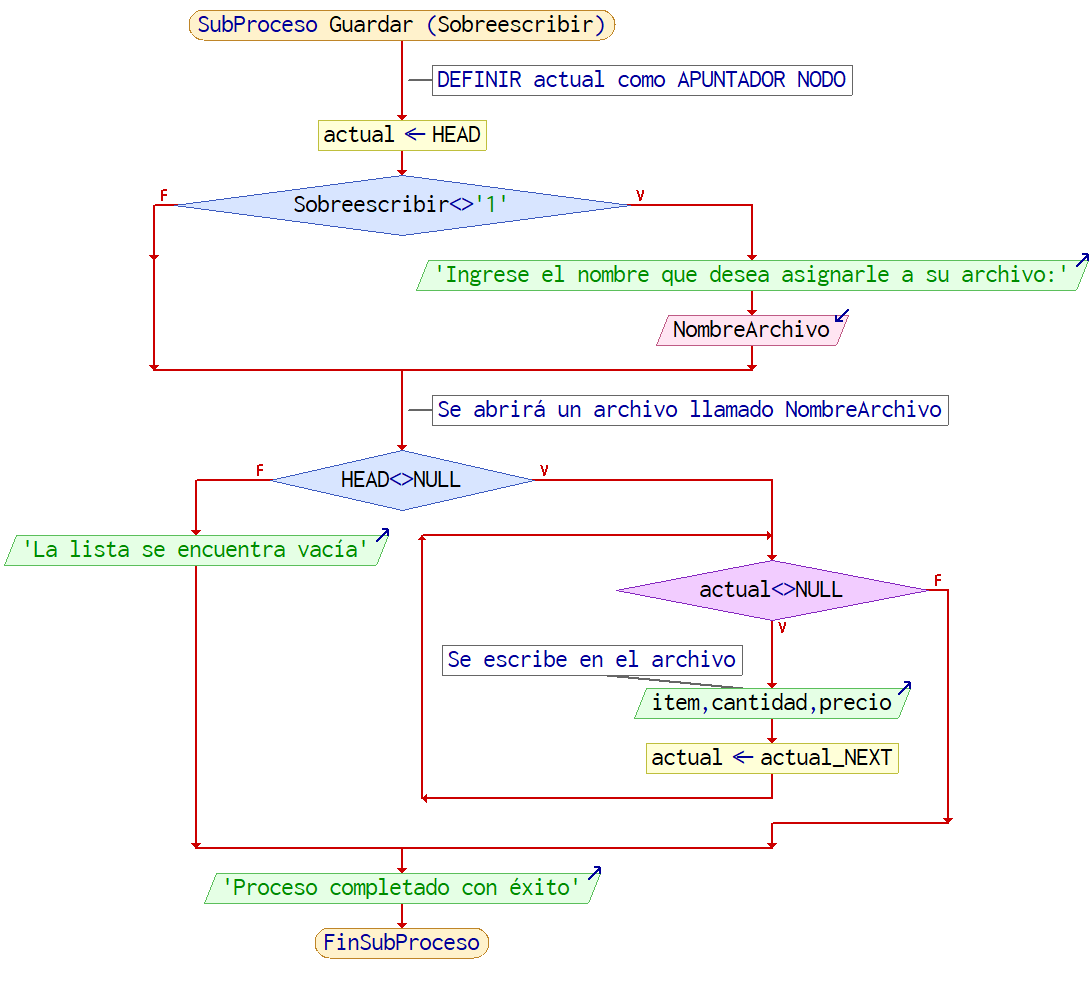 SubProceso Guardar (Sobreescribir)
DEFINIR actual como APUNTADOR NODO
actual ← HEAD
F
V
Sobreescribir<>'1'
'Ingrese el nombre que desea asignarle a su archivo:'
NombreArchivo
Se abrirá un archivo llamado NombreArchivo
F
V
HEAD<>NULL
'La lista se encuentra vacía'
F
actual<>NULL
V
Se escribe en el archivo
item,cantidad,precio
actual ← actual_NEXT
'Proceso completado con éxito'
FinSubProceso